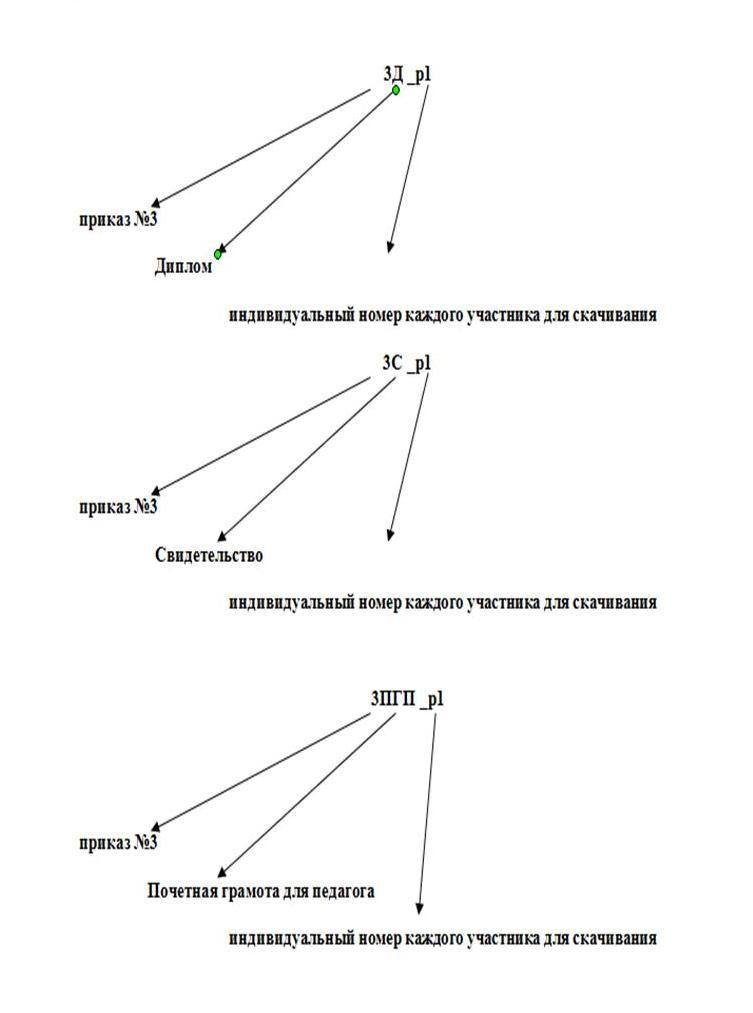 3Д _p1
приказ №3
Диплом
индивидуальный номер каждого участника для скачивания
3С _p1
приказ №3
Свидетельство
индивидуальный номер каждого участника для скачивания
3ПГП _p1
приказ №3
Почетная грамота для педагога
индивидуальный номер каждого участника для скачивания